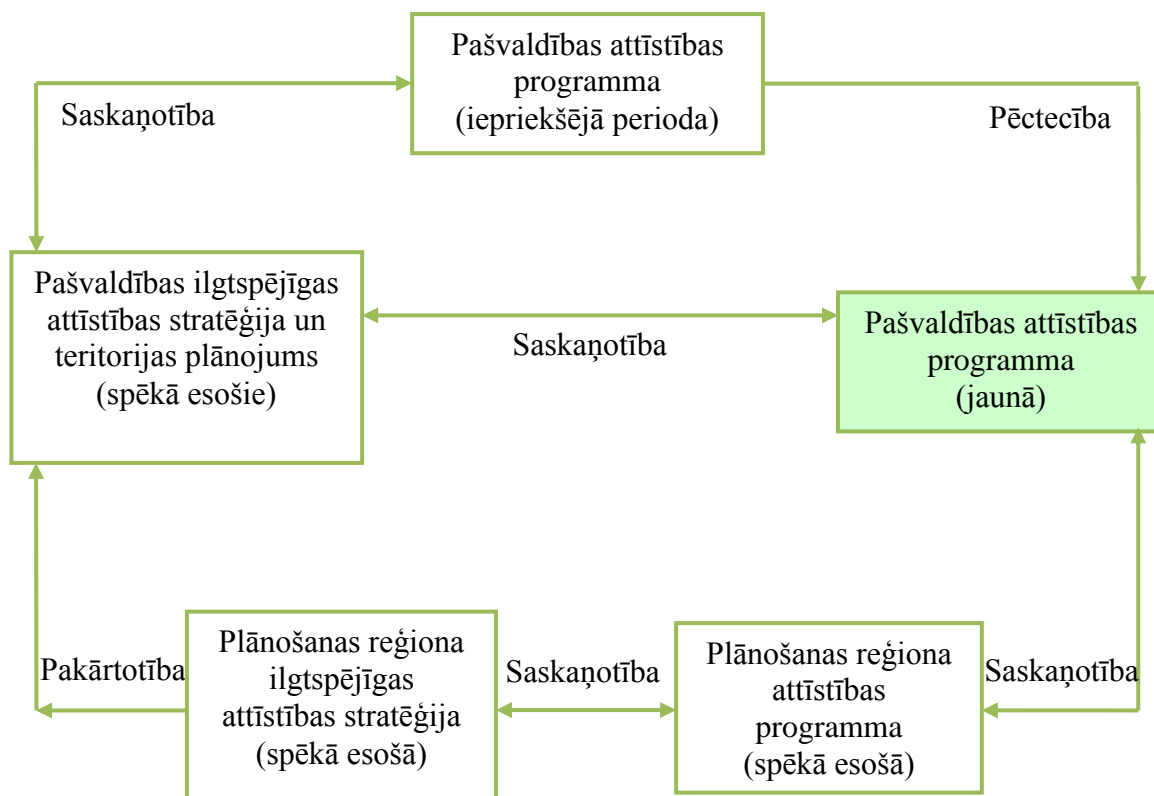 Pašvaldības attīstības
programma
(iepriekšējā perioda)
Saskaņotība
Pēctecība
Pašvaldības ilgtspējīgas
attīstības stratēģija un
teritorijas plānojums
(spēkā esošie)
Saskaņotība
Pašvaldības attīstības
programma
(jaunā)
Pakārtotība
Plānošanas reģiona
ilgtspējīgas
attīstības stratēģija
(spēkā esošā)
Saskaņotība
Plānošanas reģiona
attīstības
programma
(spēkā esošā)
Saskaņotība